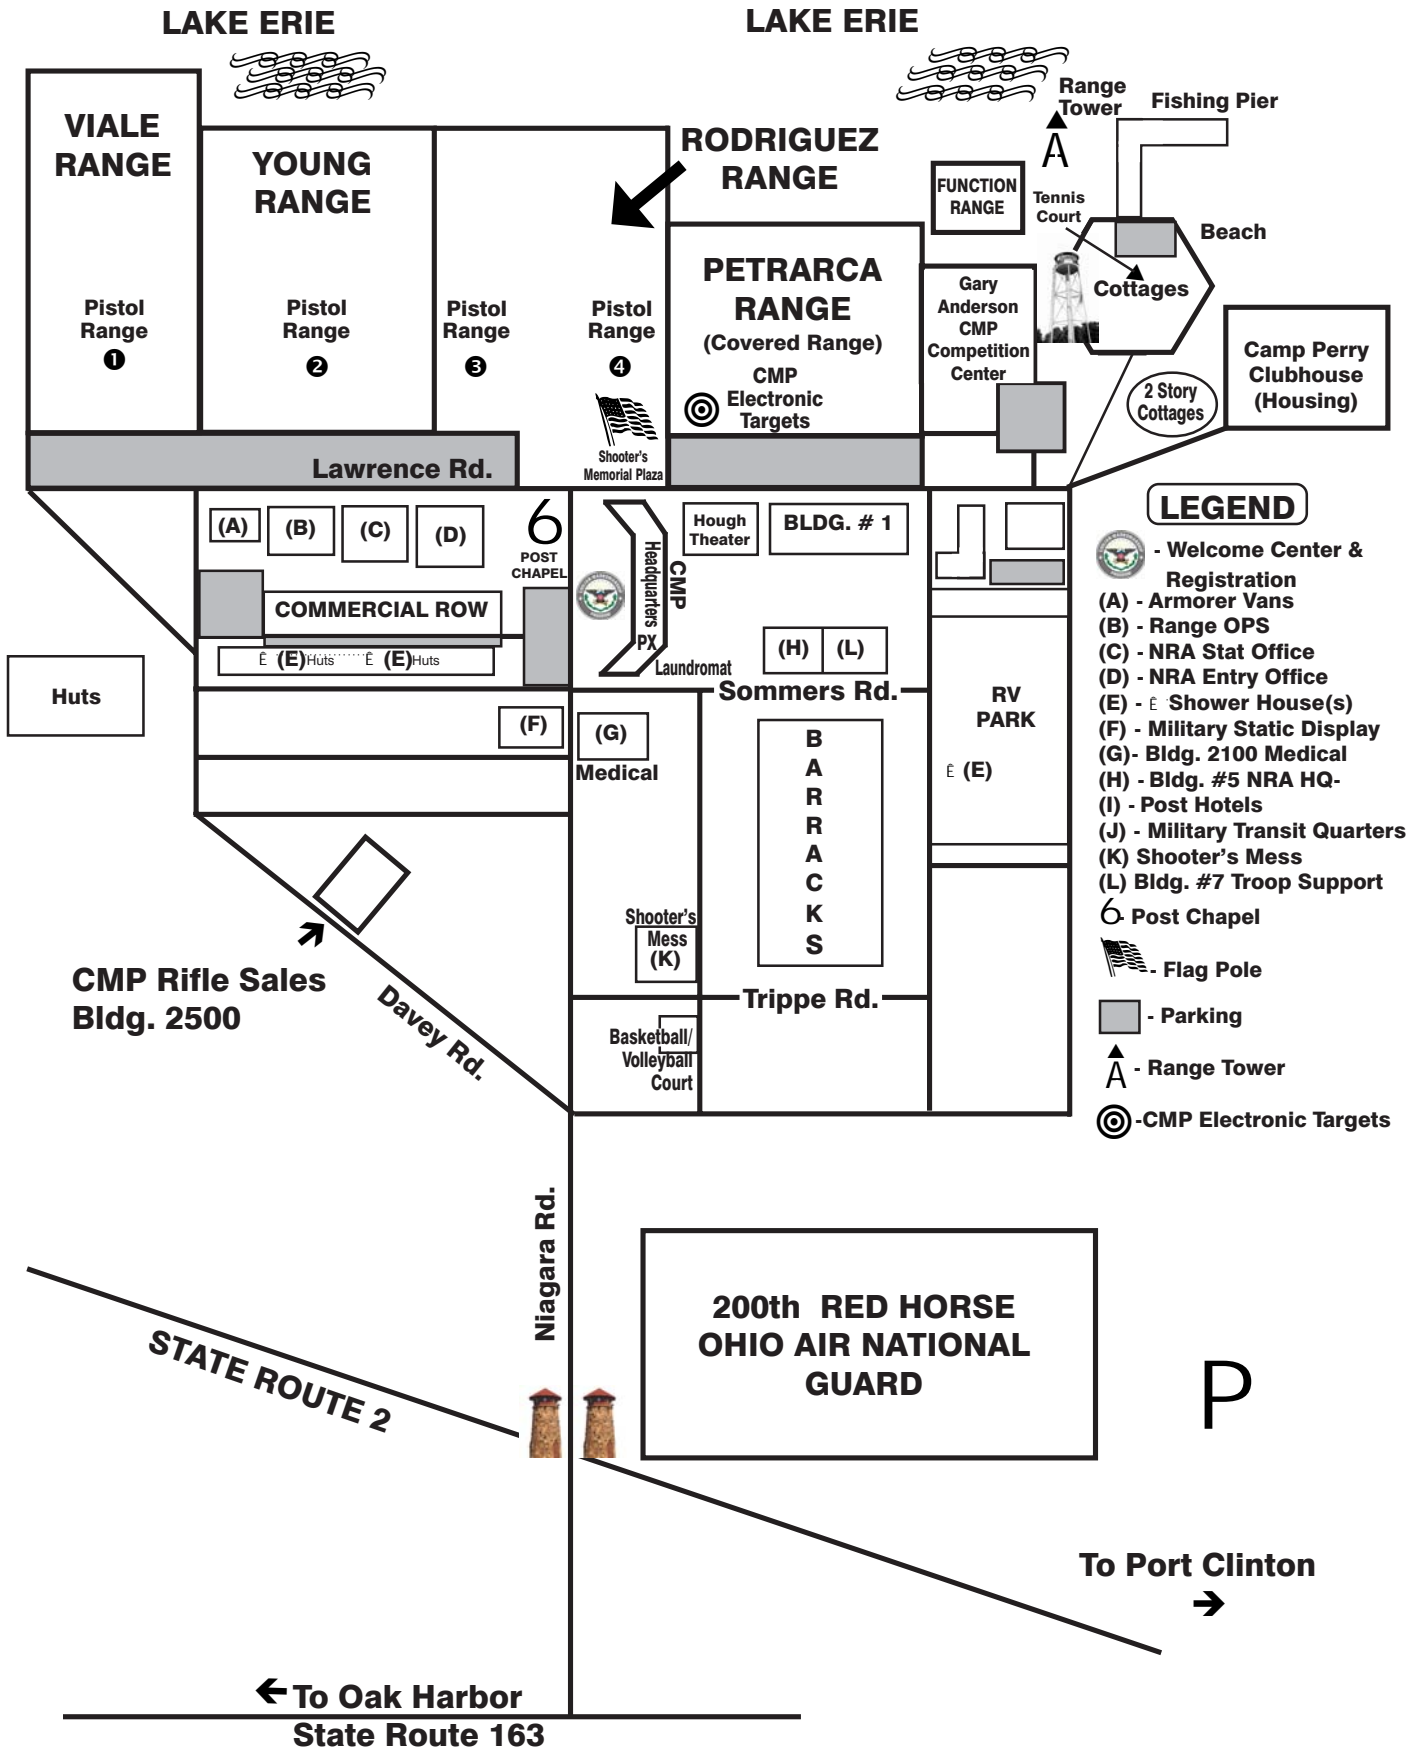 LAKE ERIE
LAKE ERIE
Range
Tower
Fishing Pier
VIALE
RANGE
YOUNG
RANGE
RODRIGUEZ
RANGE
FUNCTION
RANGE
Tennis
Court
Beach
PETRARCA
RANGE
(Covered Range)
CMP
Electronic
Targets
Gary
Anderson
CMP
Competition
Center
Cottages
2 Story
Cottages
Camp Perry
Clubhouse
(Housing)
Pistol
Range
❶
Pistol
Range
❷
Pistol
Range
❸
Pistol
Range
❹
Shooter's
Memorial Plaza
Lawrence Rd.
(A)
(B)
(C)
(D)
6
POST
CHAPEL
COMMERCIAL ROW
Ê (E)Huts Ê (E)Huts
Huts
Headquarters
CMP
PX
Laundromat
Hough
Theater
BLDG. # 1
(H)
(L)
Sommers Rd.
(F)
(G)
Medical
BARRACKS
RV
PARK
Ê (E)
Shooter's
Mess
(K)
Trippe Rd.
Basketball/
Volleyball
Court
CMP Rifle Sales
Bldg. 2500
Davey Rd.
LEGEND
- Welcome Center &
Registration
(A) - Armorer Vans
(B) - Range OPS
(C) - NRA Stat Office
(D) - NRA Entry Office
(E) - Ê Shower House(s)
(F) - Military Static Display
(G)- Bldg. 2100 Medical
(H) - Bldg. #5 NRA HQ-
(I) - Post Hotels
(J) - Military Transit Quarters
(K) Shooter's Mess
(L) Bldg. #7 Troop Support
6- Post Chapel
- Flag Pole
- Parking
- Range Tower
-CMP Electronic Targets
Niagara Rd.
STATE ROUTE 2
200th RED HORSE
OHIO AIR NATIONAL
GUARD
P
To Port Clinton
→
← To Oak Harbor
State Route 163